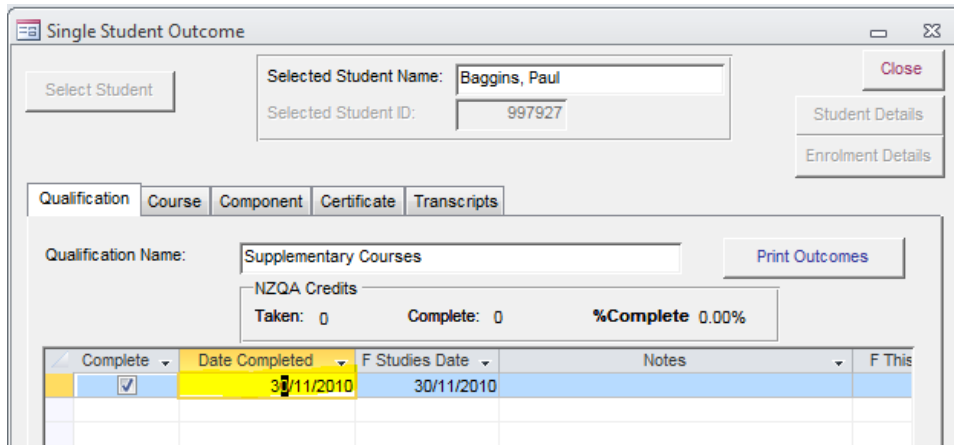 Single Student Outcome
Select Student
Selected Student Name: Baggins, Paul
Selected Student ID: 997927
Close
Student Details
Enrolment Details
Qualification Course Component Certificate Transcripts
Qualification Name: Supplementary Courses
Print Outcomes
NZQA Credits
Taken: 0 Complete: 0 %Complete 0.00%
Complete Date Completed F Studies Date Notes F This
30/11/2010 30/11/2010